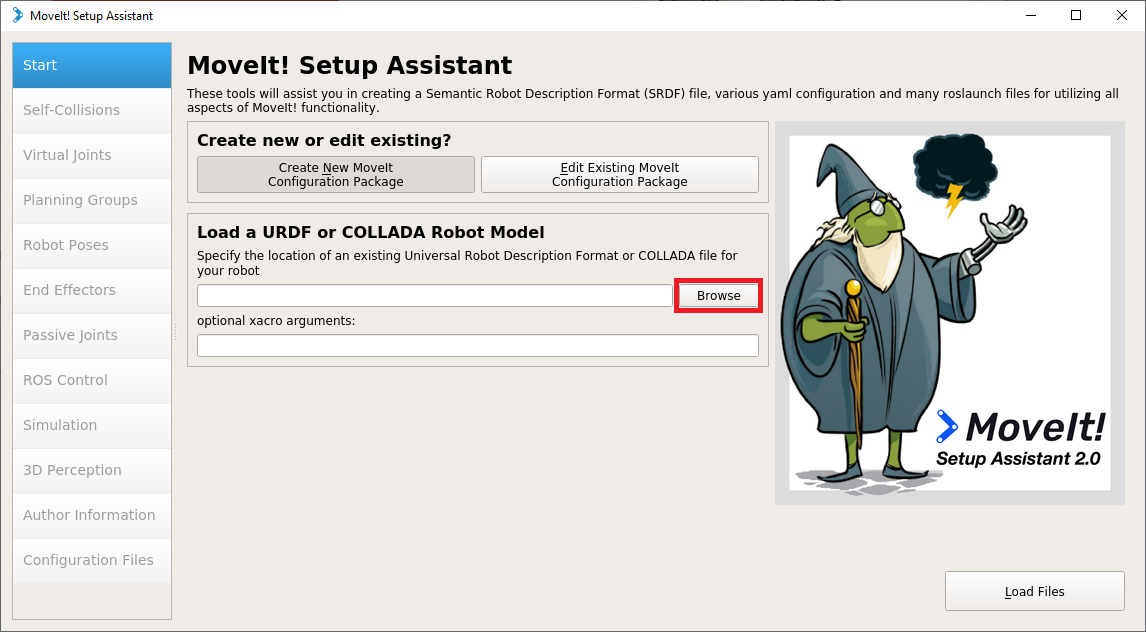 MoveIt! Setup Assistant
Start
Self-Collisions
Virtual Joints
Planning Groups
Robot Poses
End Effectors
Passive Joints
ROS Control
Simulation
3D Perception
Author Information
Configuration Files
MoveIt! Setup Assistant
These tools will assist you in creating a Semantic Robot Description Format (SRDF) file, various yaml configuration and many roslaunch files for utilizing all
aspects of MoveIt! functionality.
Create new or edit existing?
Create New MoveIt
Configuration Package
Edit Existing MoveIt
Configuration Package
Load a URDF or COLLADA Robot Model
Specify the location of an existing Universal Robot Description Format or COLLADA file for
your robot
Browse
optional xacro arguments:
MoveIt!
Setup Assistant 2.0
Load Files